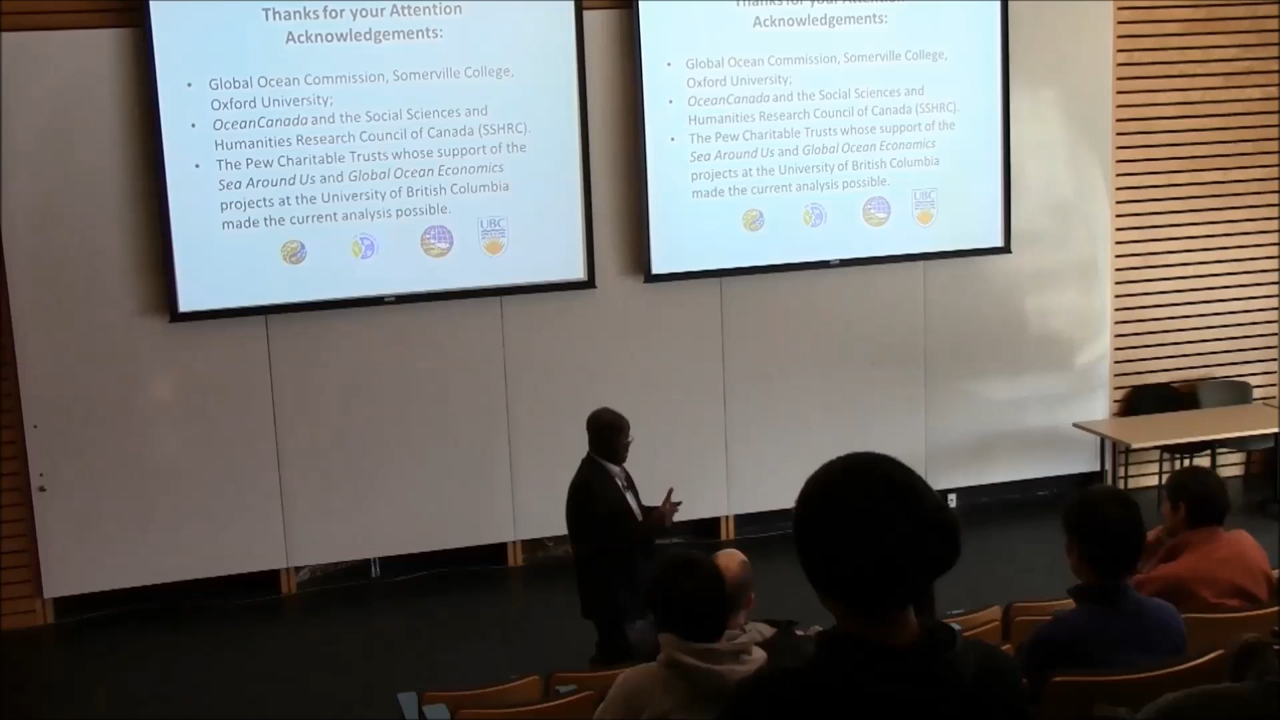 Thanks for your Attention
Acknowledgements:
• Global Ocean Commission, Somerville College,
Oxford University;
• OceanCanada and the Social Sciences and
Humanities Research Council of Canada (SSHRC).
• The Pew Charitable Trusts whose support of the
Sea Around Us and Global Ocean Economics
projects at the University of British Columbia
made the current analysis possible.
UBC
Thanks for your Attention
Acknowledgements:
• Global Ocean Commission, Somerville College,
Oxford University;
• OceanCanada and the Social Sciences and
Humanities Research Council of Canada (SSHRC).
• The Pew Charitable Trusts whose support of the
Sea Around Us and Global Ocean Economics
projects at the University of British Columbia
made the current analysis possible.
UBC